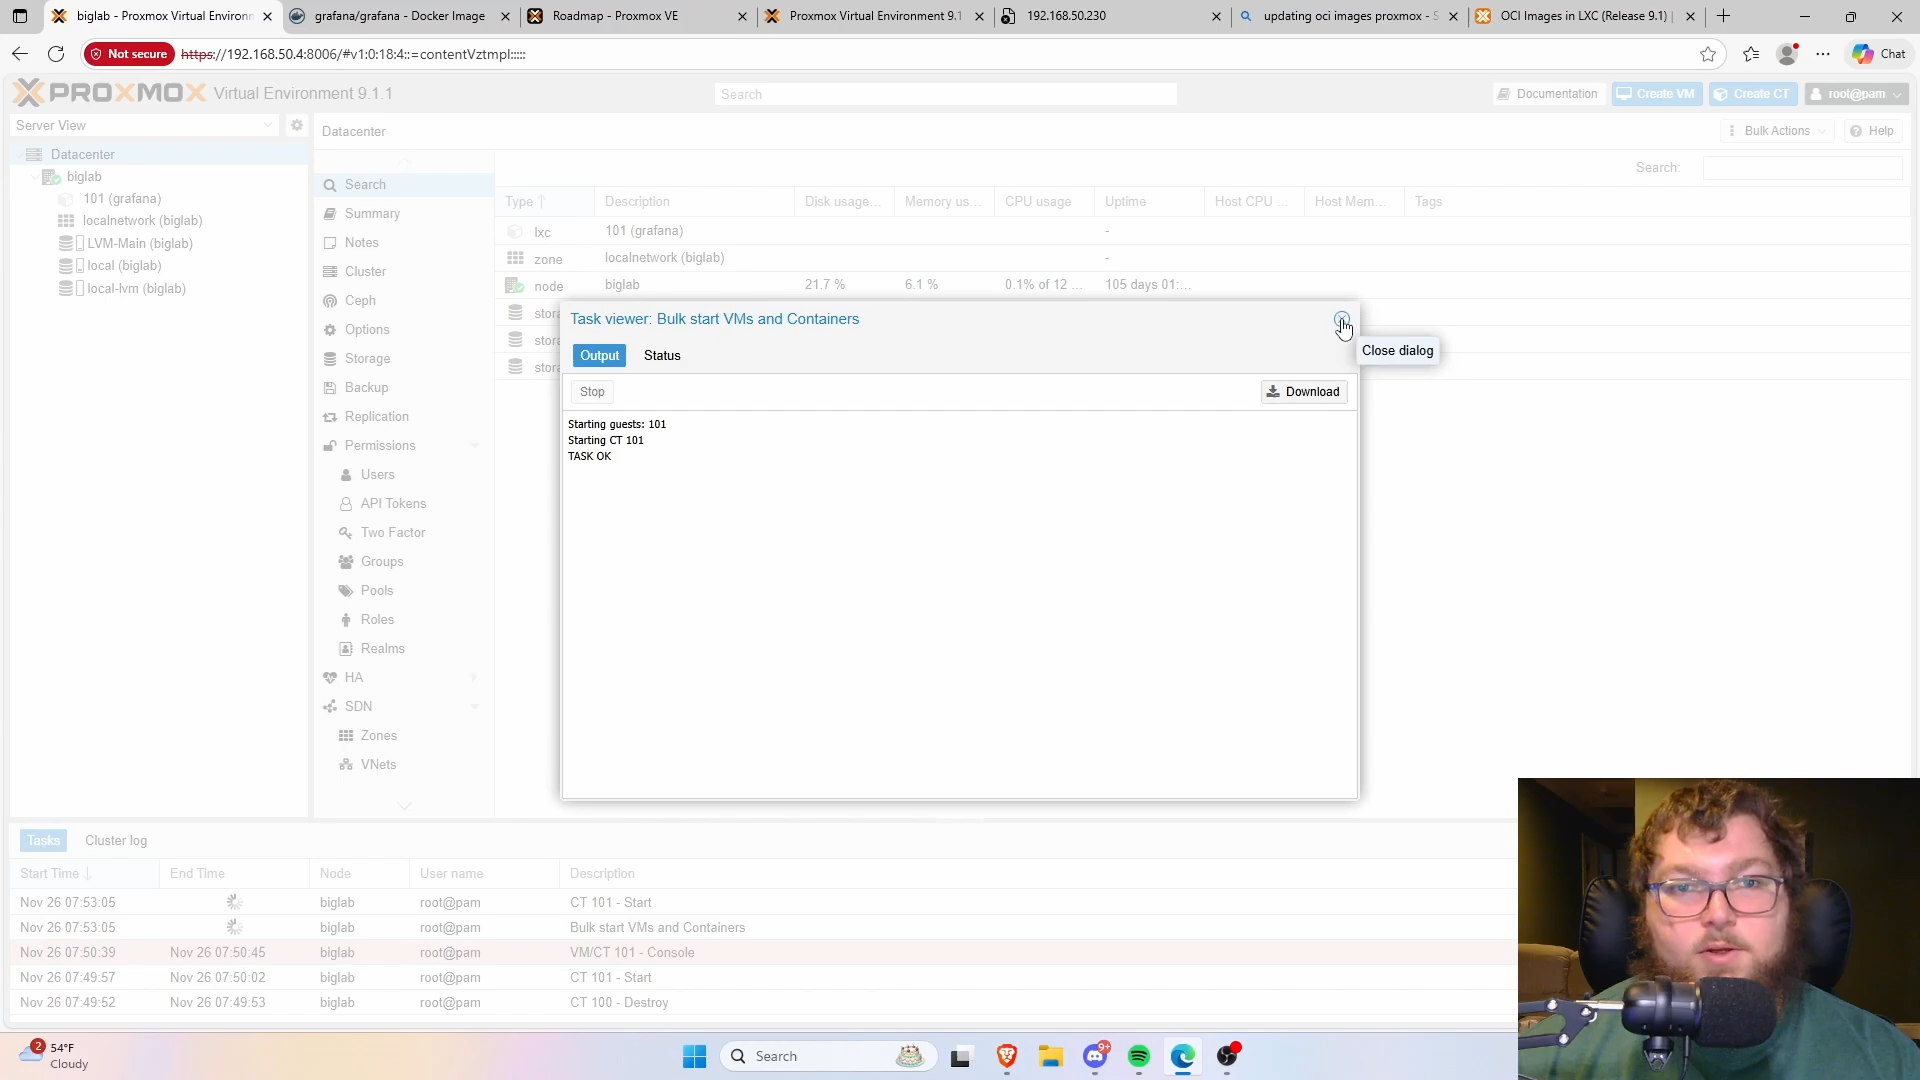 biglab - Proxmox Virtual Environm
grafana/grafana - Docker Image
Roadmap - Proxmox VE
Proxmox Virtual Environment 9.1
192.168.50.230
updating oci images proxmox - S
OCI Images in LXC (Release 9.1) |
Not secure
https://192.168.50.4:8006/#v1:0:18:4::=contentVztmpl:::::
Chat
PROXMOX Virtual Environment 9.1.1
Search
Documentation
Create VM
Create CT
root@pam
Server View
Datacenter
biglab
101 (grafana)
localnetwork (biglab)
LVM-Main (biglab)
local (biglab)
local-lvm (biglab)
Datacenter
Bulk Actions
Help
Search
Summary
Notes
Cluster
Ceph
Options
Storage
Backup
Replication
Permissions
Users
API Tokens
Two Factor
Groups
Pools
Roles
Realms
HA
SDN
Zones
VNets
Search:
Type Description Disk usage... Memory us... CPU usage Uptime Host CPU ... Host Mem... Tags
lxc 101 (grafana) -
zone localnetwork (biglab) -
node biglab 21.7 % 6.1 % 0.1% of 12 ... 105 days 01:...
stora
stora
stora
Task viewer: Bulk start VMs and Containers
Close dialog
Output Status
Stop
Download
Starting guests: 101
Starting CT 101
TASK OK
Tasks Cluster log
Start Time End Time Node User name Description
Nov 26 07:53:05 biglab root@pam CT 101 - Start
Nov 26 07:53:05 biglab root@pam Bulk start VMs and Containers
Nov 26 07:50:39 Nov 26 07:50:45 biglab root@pam VM/CT 101 - Console
Nov 26 07:49:57 Nov 26 07:50:02 biglab root@pam CT 101 - Start
Nov 26 07:49:52 Nov 26 07:49:53 biglab root@pam CT 100 - Destroy
2
54°F
Cloudy
Search
9+